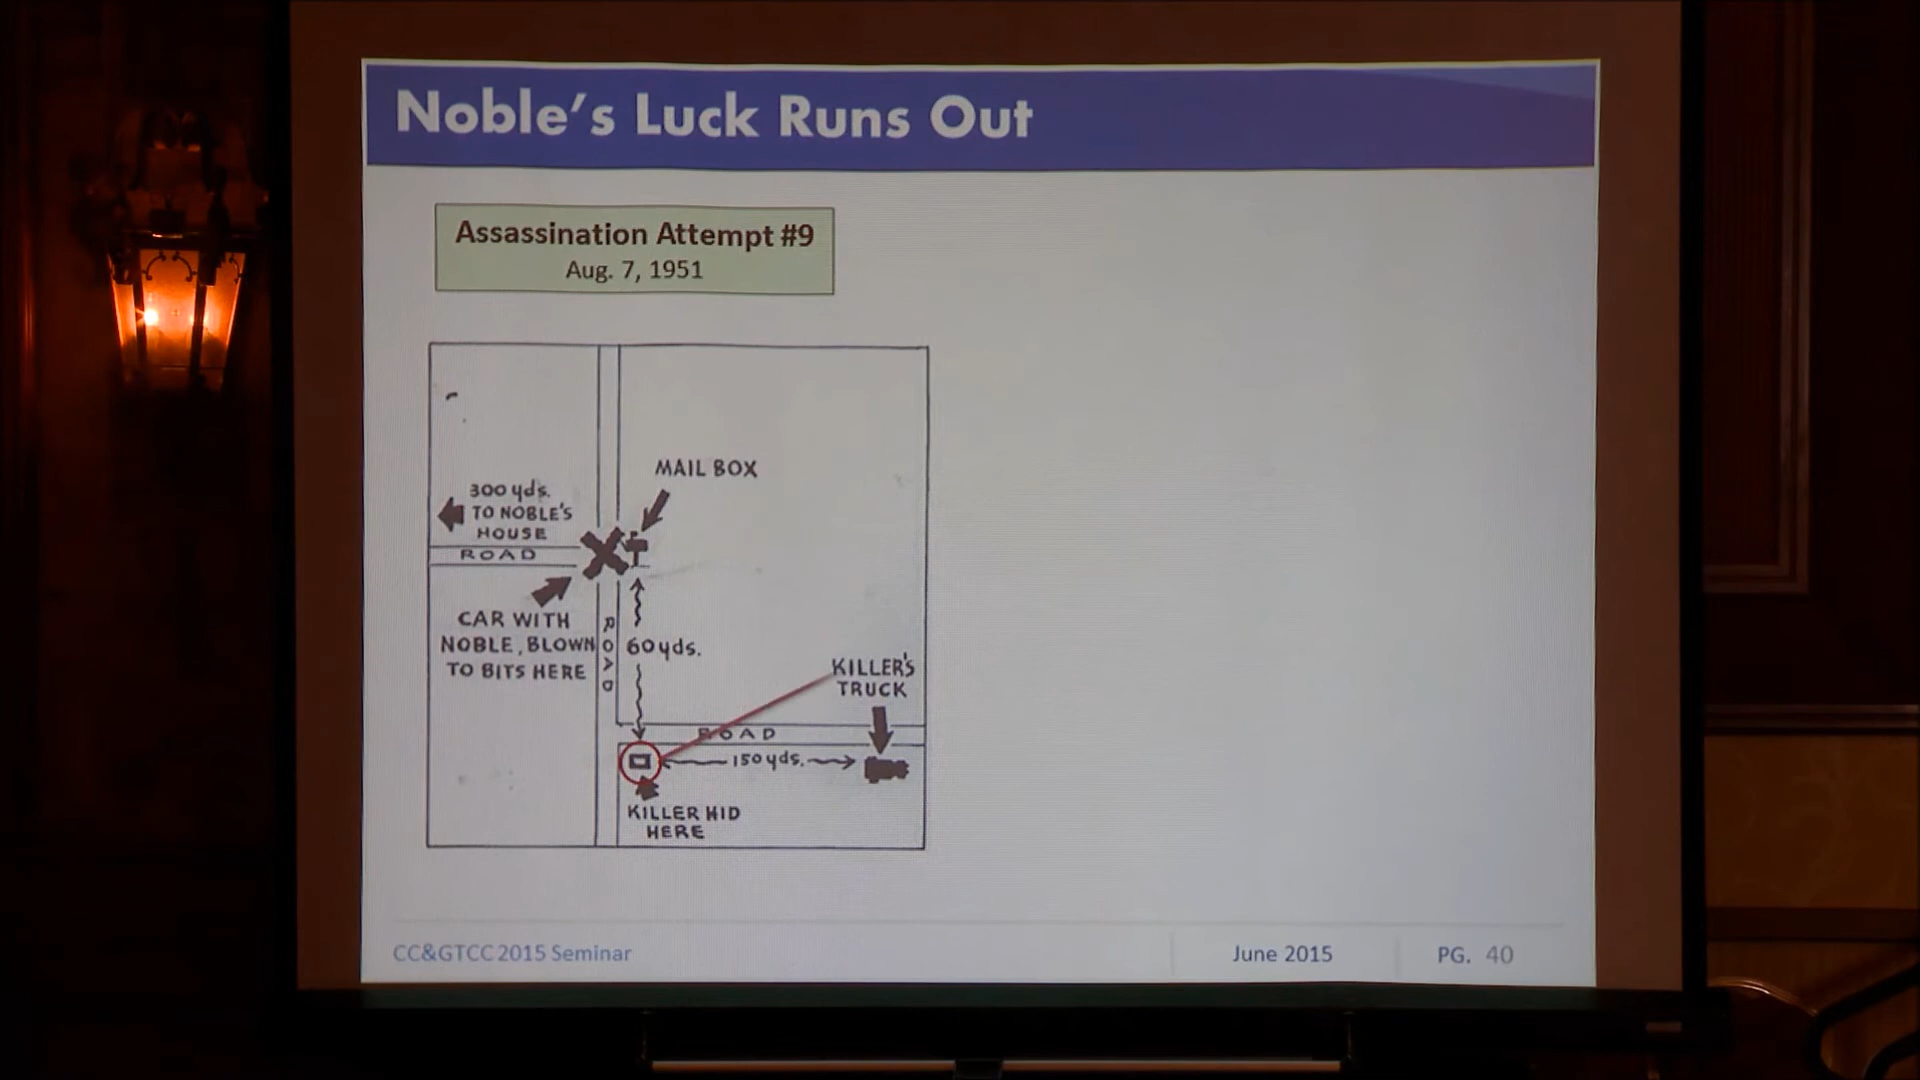 Noble's Luck Runs Out
Assassination Attempt #9
Aug. 7, 1951
MAIL BOX
300 yds.
TO NOBLE'S
HOUSE
ROAD
CAR WITH
NOBLE, BLOWN
TO BITS HERE
ROAD
60 yds.
KILLER'S
TRUCK
ROAD
150 yds.
KILLER HID
HERE
CC&GTCC 2015 Seminar
June 2015
PG. 40